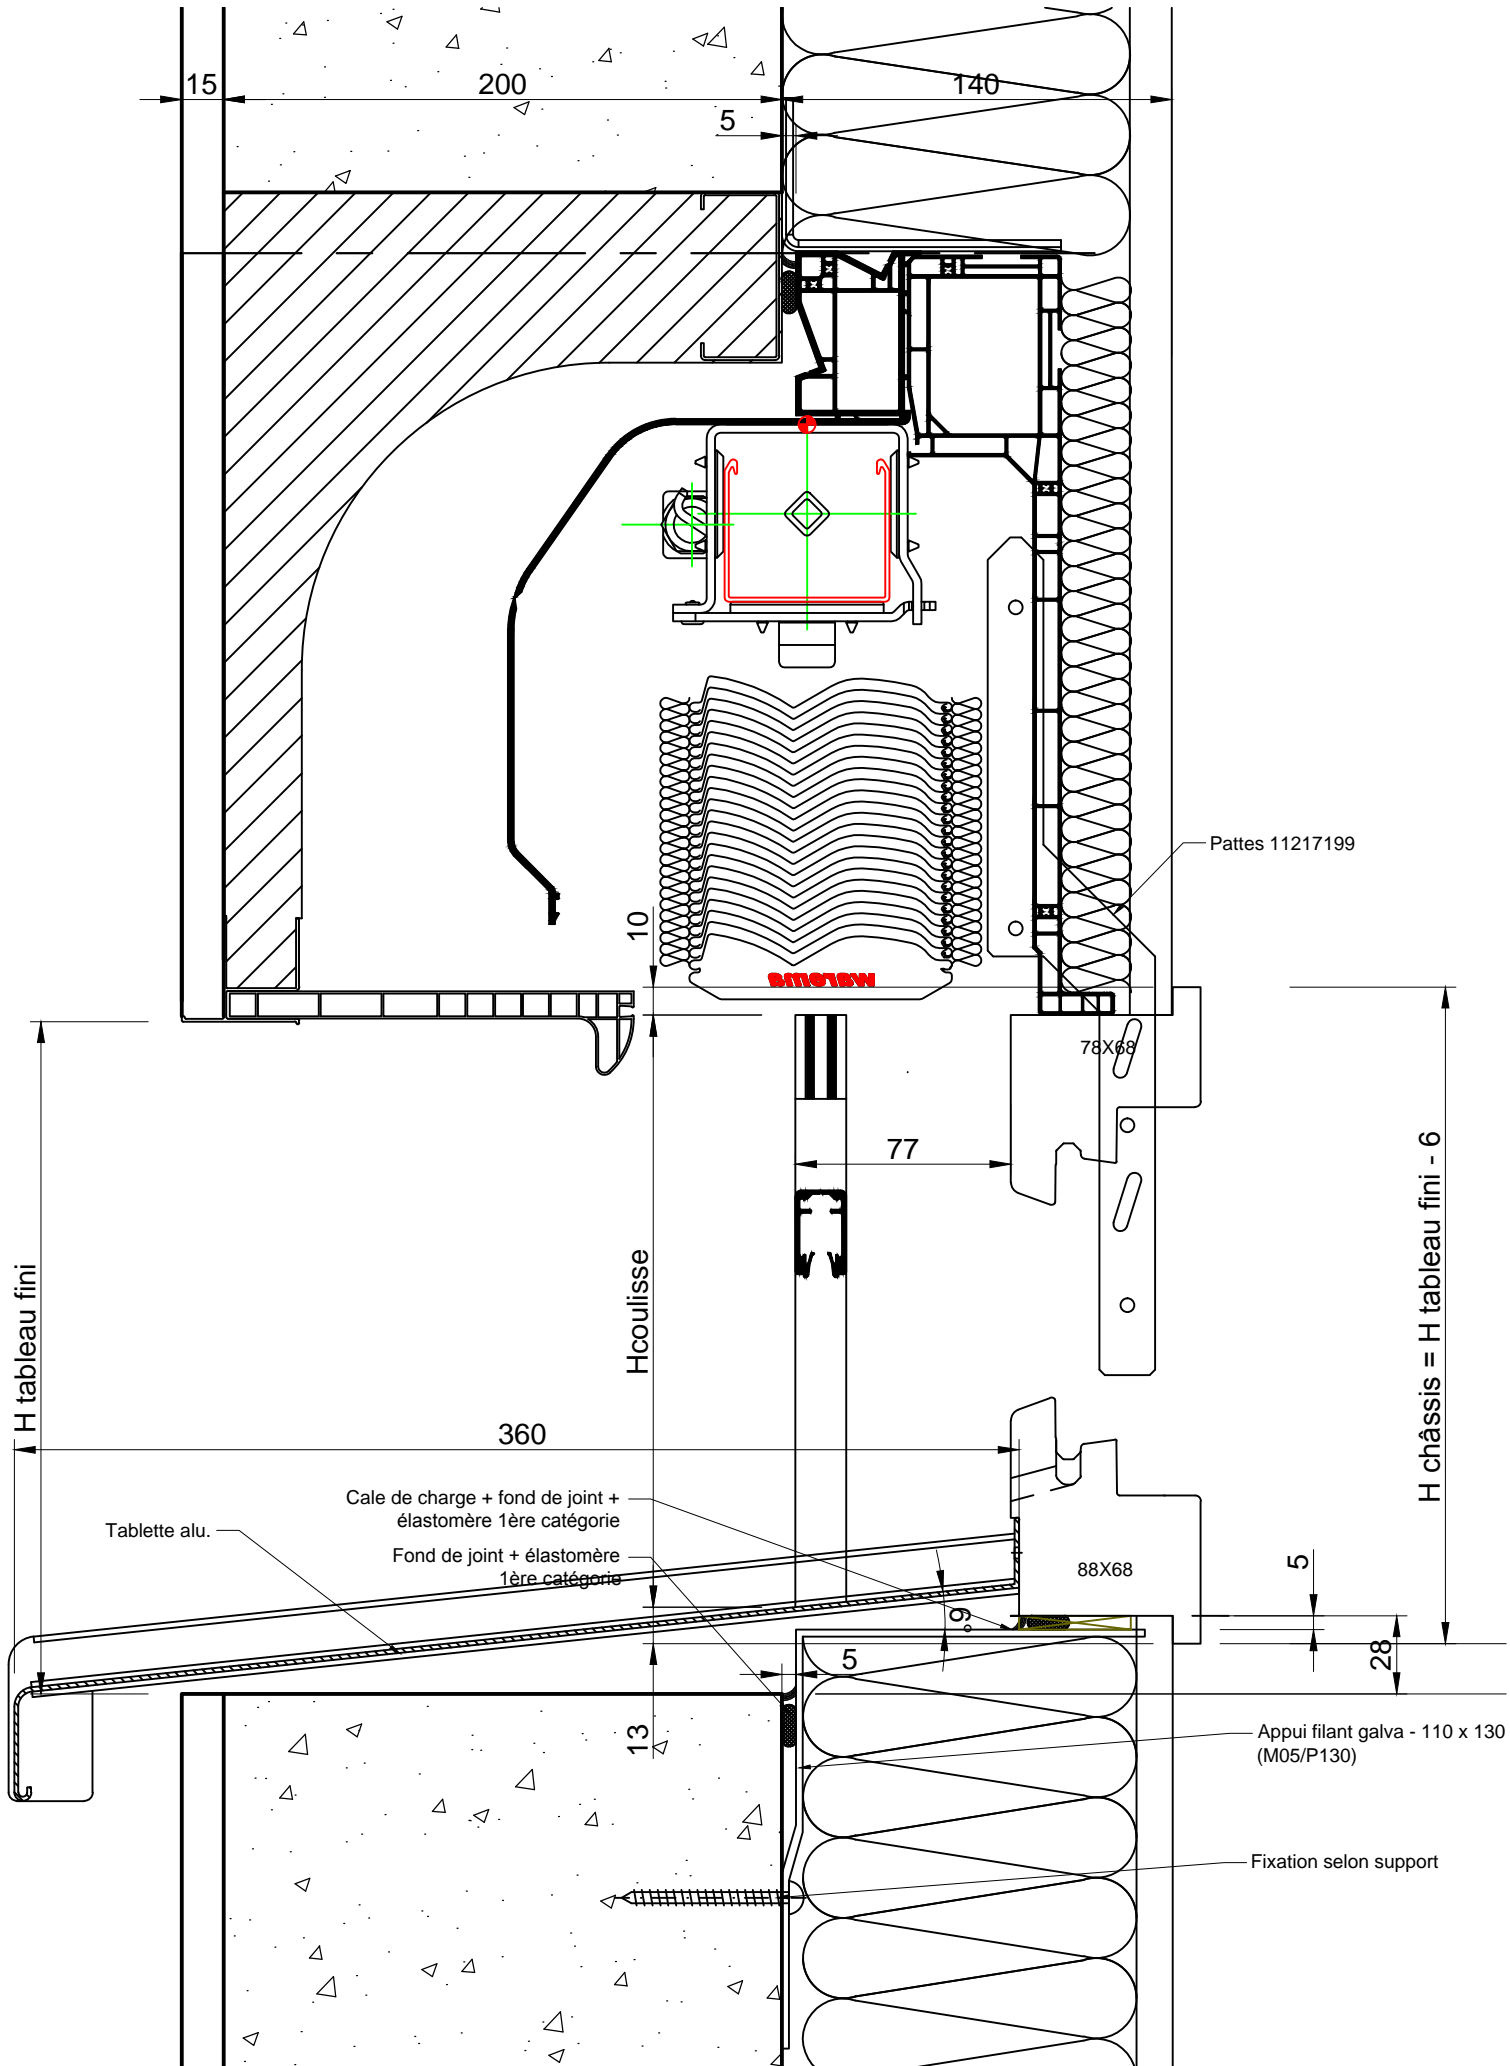 15
200
140
5
Pattes 11217199
10
warema
78X68
77
H tableau fini
Hcoulisse
H châssis = H tableau fini - 6
360
Cale de charge + fond de joint +
élastomère 1ère catégorie
Tablette alu.
Fond de joint + élastomère
1ère catégorie
88X68
5
6°
28
5
13
Appui filant galva - 110 x 130
(M05/P130)
Fixation selon support